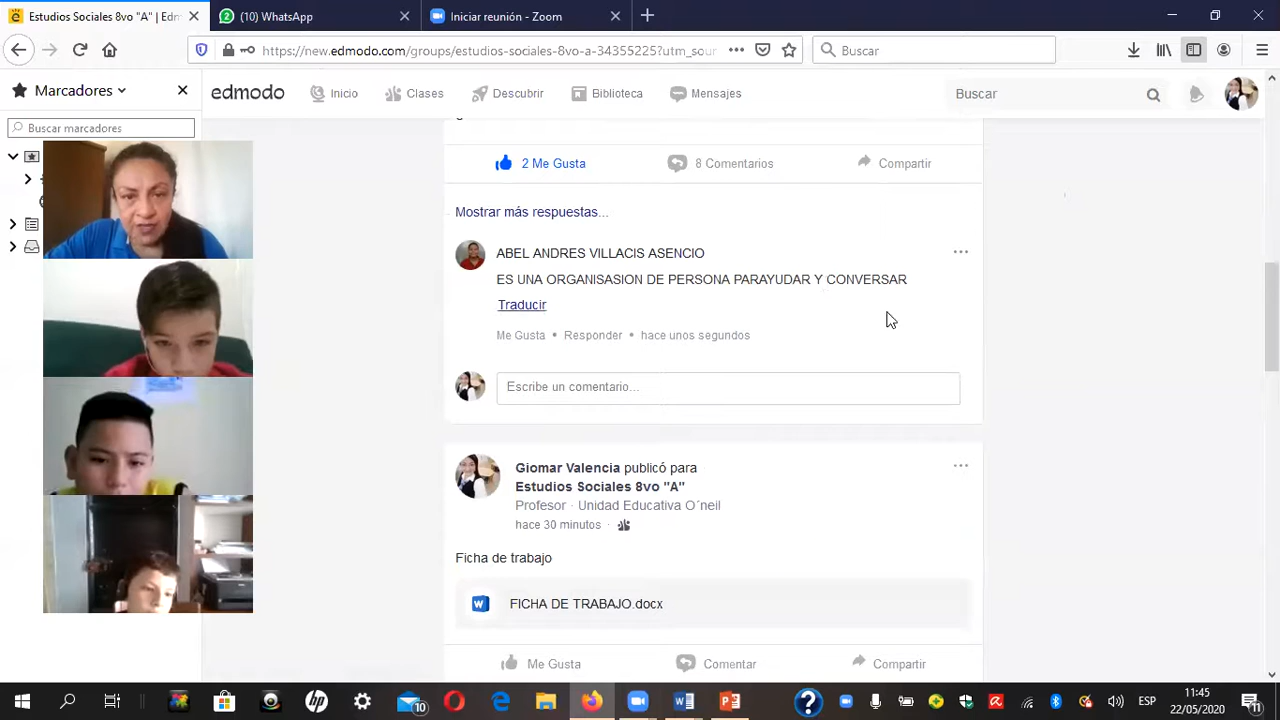 Estudios Sociales 8vo "A" | Edm
(10) WhatsApp
Iniciar reunión - Zoom
https://new.edmodo.com/groups/estudios-sociales-8vo-a-34355225?utm_sour
Buscar
Marcadores
Buscar marcadores
edmodo
Inicio
Clases
Descubrir
Biblioteca
Mensajes
Buscar
2 Me Gusta
8 Comentarios
Compartir
Mostrar más respuestas...
ABEL ANDRES VILLACIS ASENCIO
ES UNA ORGANISASION DE PERSONA PARAYUDAR Y CONVERSAR
Traducir
Me Gusta • Responder • hace unos segundos
Escribe un comentario...
Giomar Valencia publicó para
Estudios Sociales 8vo "A"
Profesor · Unidad Educativa O´neil
hace 30 minutos ·
Ficha de trabajo
FICHA DE TRABAJO.docx
Me Gusta
Comentar
Compartir
10
ESP
11:45
22/05/2020
11